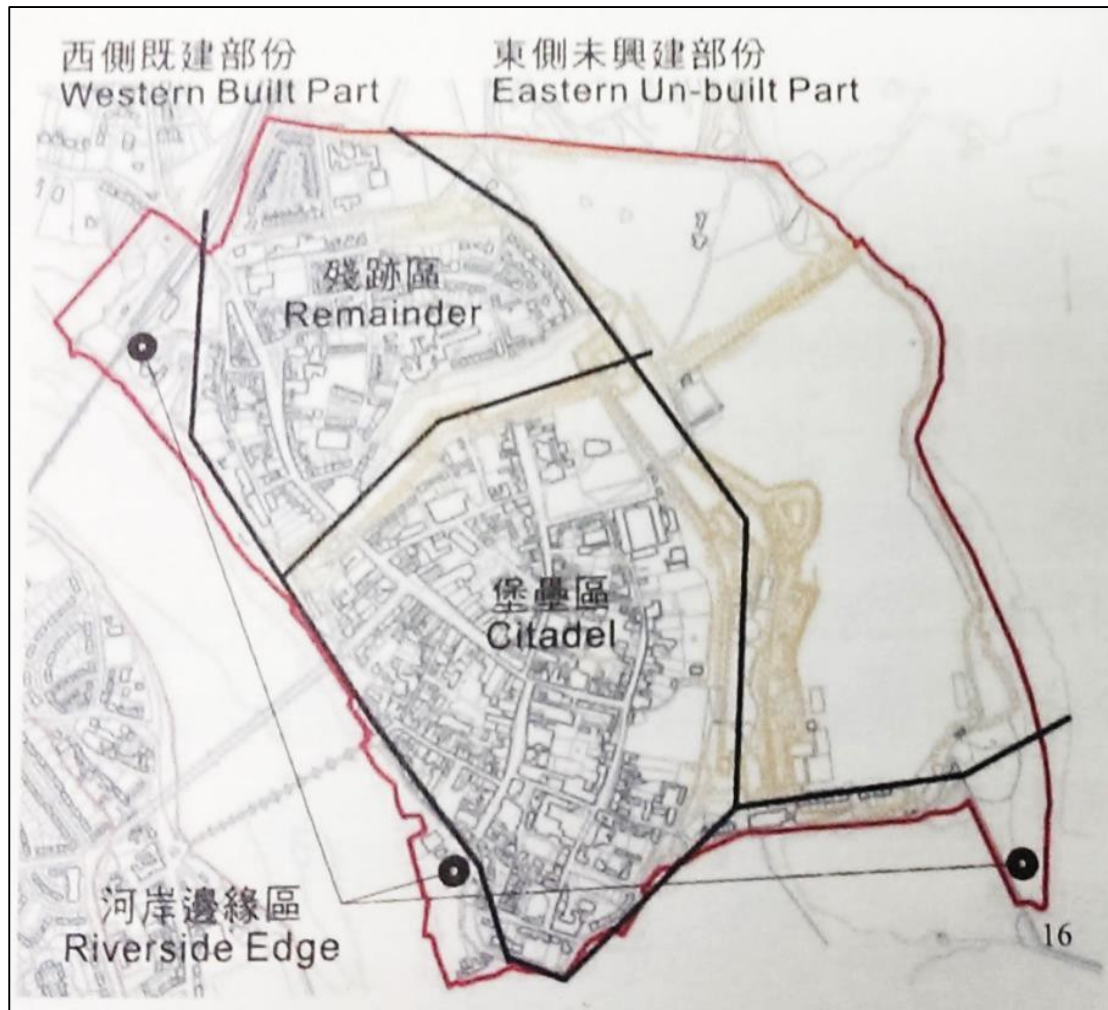 西側既建部份
Western Built Part
東側未興建部份
Eastern Un-built Part
殘跡區
Remainder
堡壘區
Citadel
河岸邊緣區
Riverside Edge
16